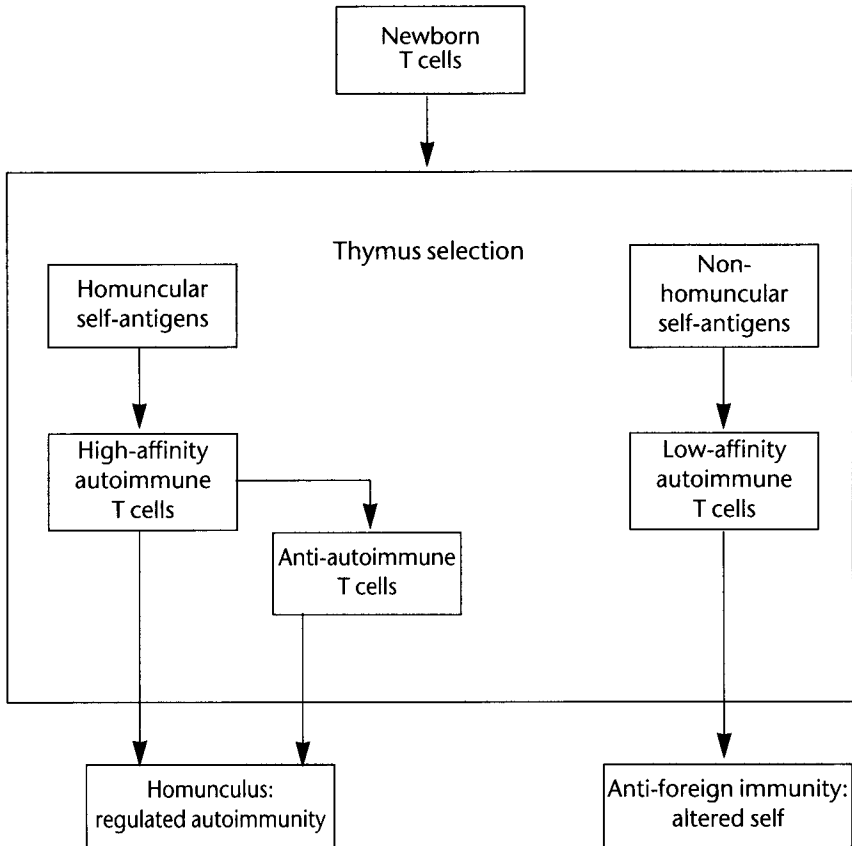 Newborn
T cells
Thymus selection
Homuncular
self-antigens
Non-
homuncular
self-antigens
High-affinity
autoimmune
T cells
Low-affinity
autoimmune
T cells
Anti-autoimmune
T cells
Homunculus:
regulated autoimmunity
Anti-foreign immunity:
altered self